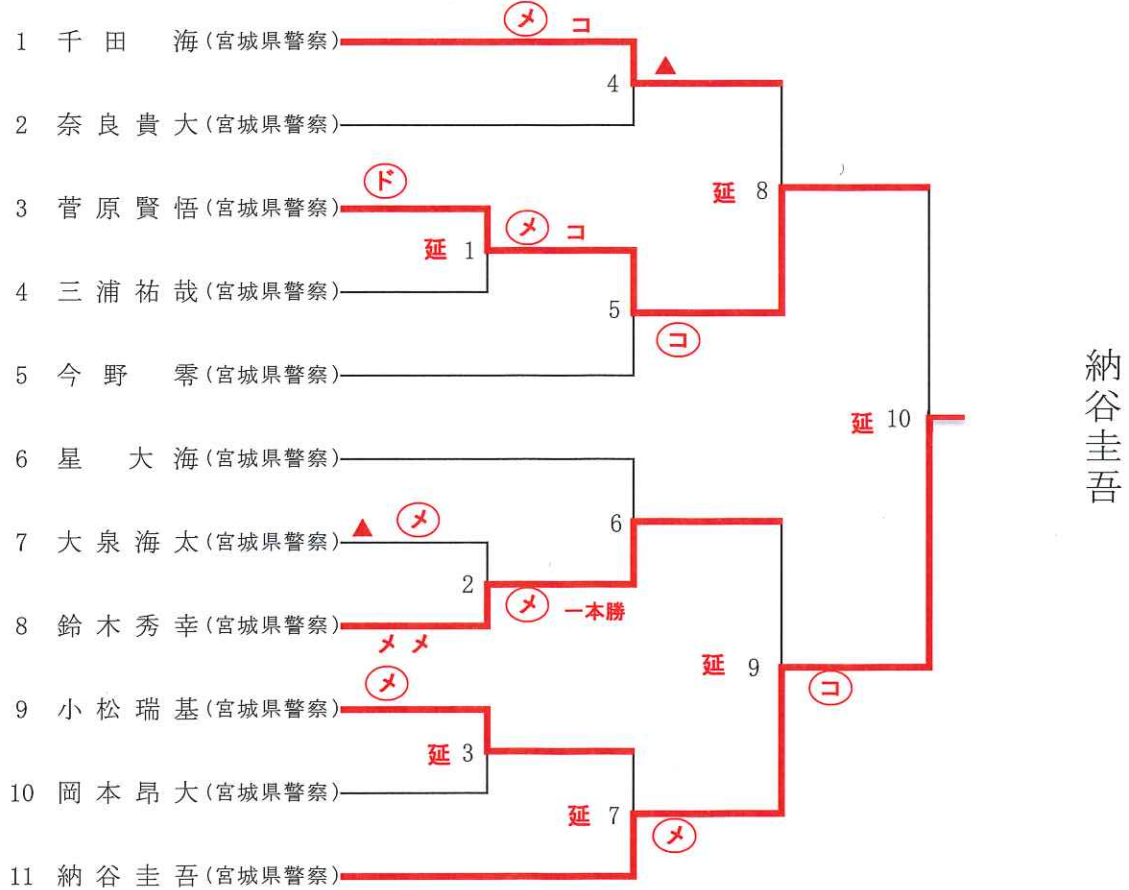 メ コ
1 千田 海(宮城県警察)
4 ▲
2 奈良貴大(宮城県警察)
ド
延 8
3 菅原賢悟(宮城県警察)
メ コ
延 1
4 三浦祐哉(宮城県警察)
5
コ
5 今野 零(宮城県警察)
納谷圭吾
延 10
6 星 大海(宮城県警察)
▲ メ
6
7 大泉海太(宮城県警察)
2
メ 一本勝
8 鈴木秀幸(宮城県警察)
メメ
延 9
メ
コ
9 小松瑞基(宮城県警察)
延 3
10 岡本昂大(宮城県警察)
延 7
メ
11 納谷圭吾(宮城県警察)